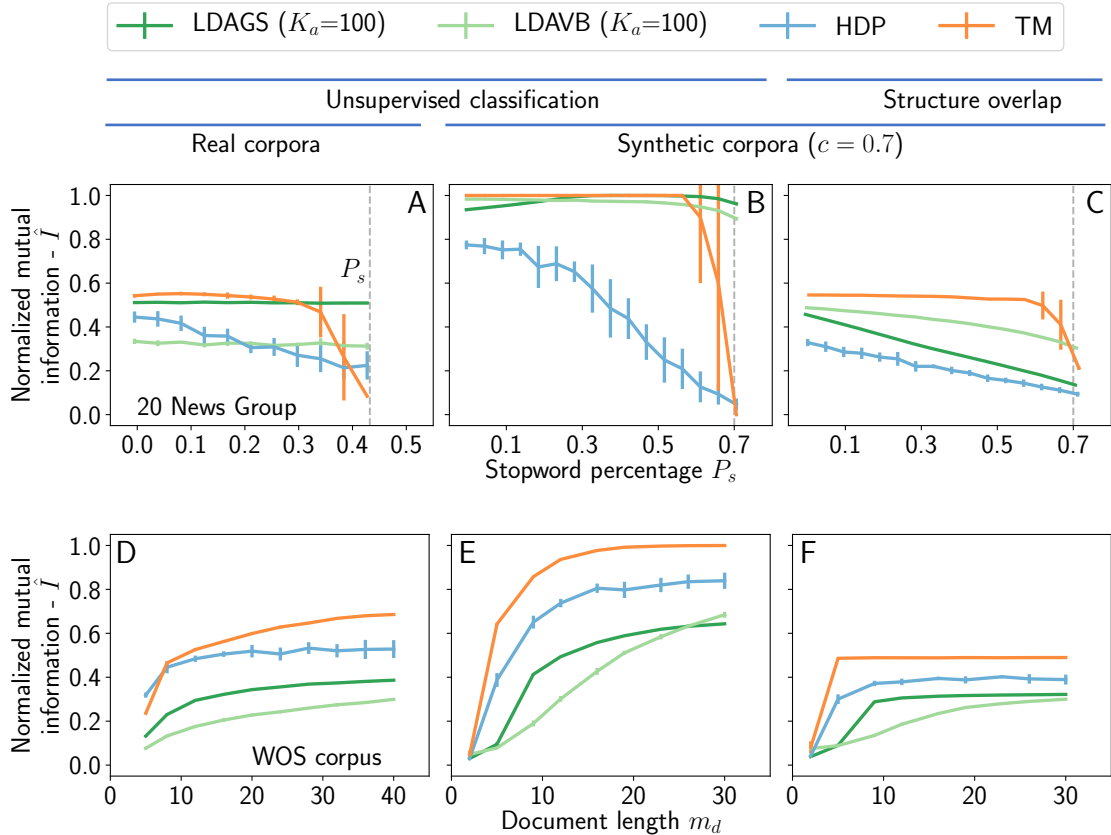 LDAGS (K_a=100) LDAVB (K_a=100) HDP TM
Unsupervised classification Structure overlap
Real corpora Synthetic corpora (c = 0.7)
Normalized mutual
information - Î
1.0
0.8
0.6
0.4
0.2
0.0
A
P_s
20 News Group
0.0 0.1 0.2 0.3 0.4 0.5
B
0.1 0.3 0.5 0.7
C
0.1 0.3 0.5 0.7
Stopword percentage P_s
Normalized mutual
information - Î
1.0
0.8
0.6
0.4
0.2
0.0
D
WOS corpus
0 10 20 30 40
E
0 10 20 30
F
0 10 20 30
Document length m_d